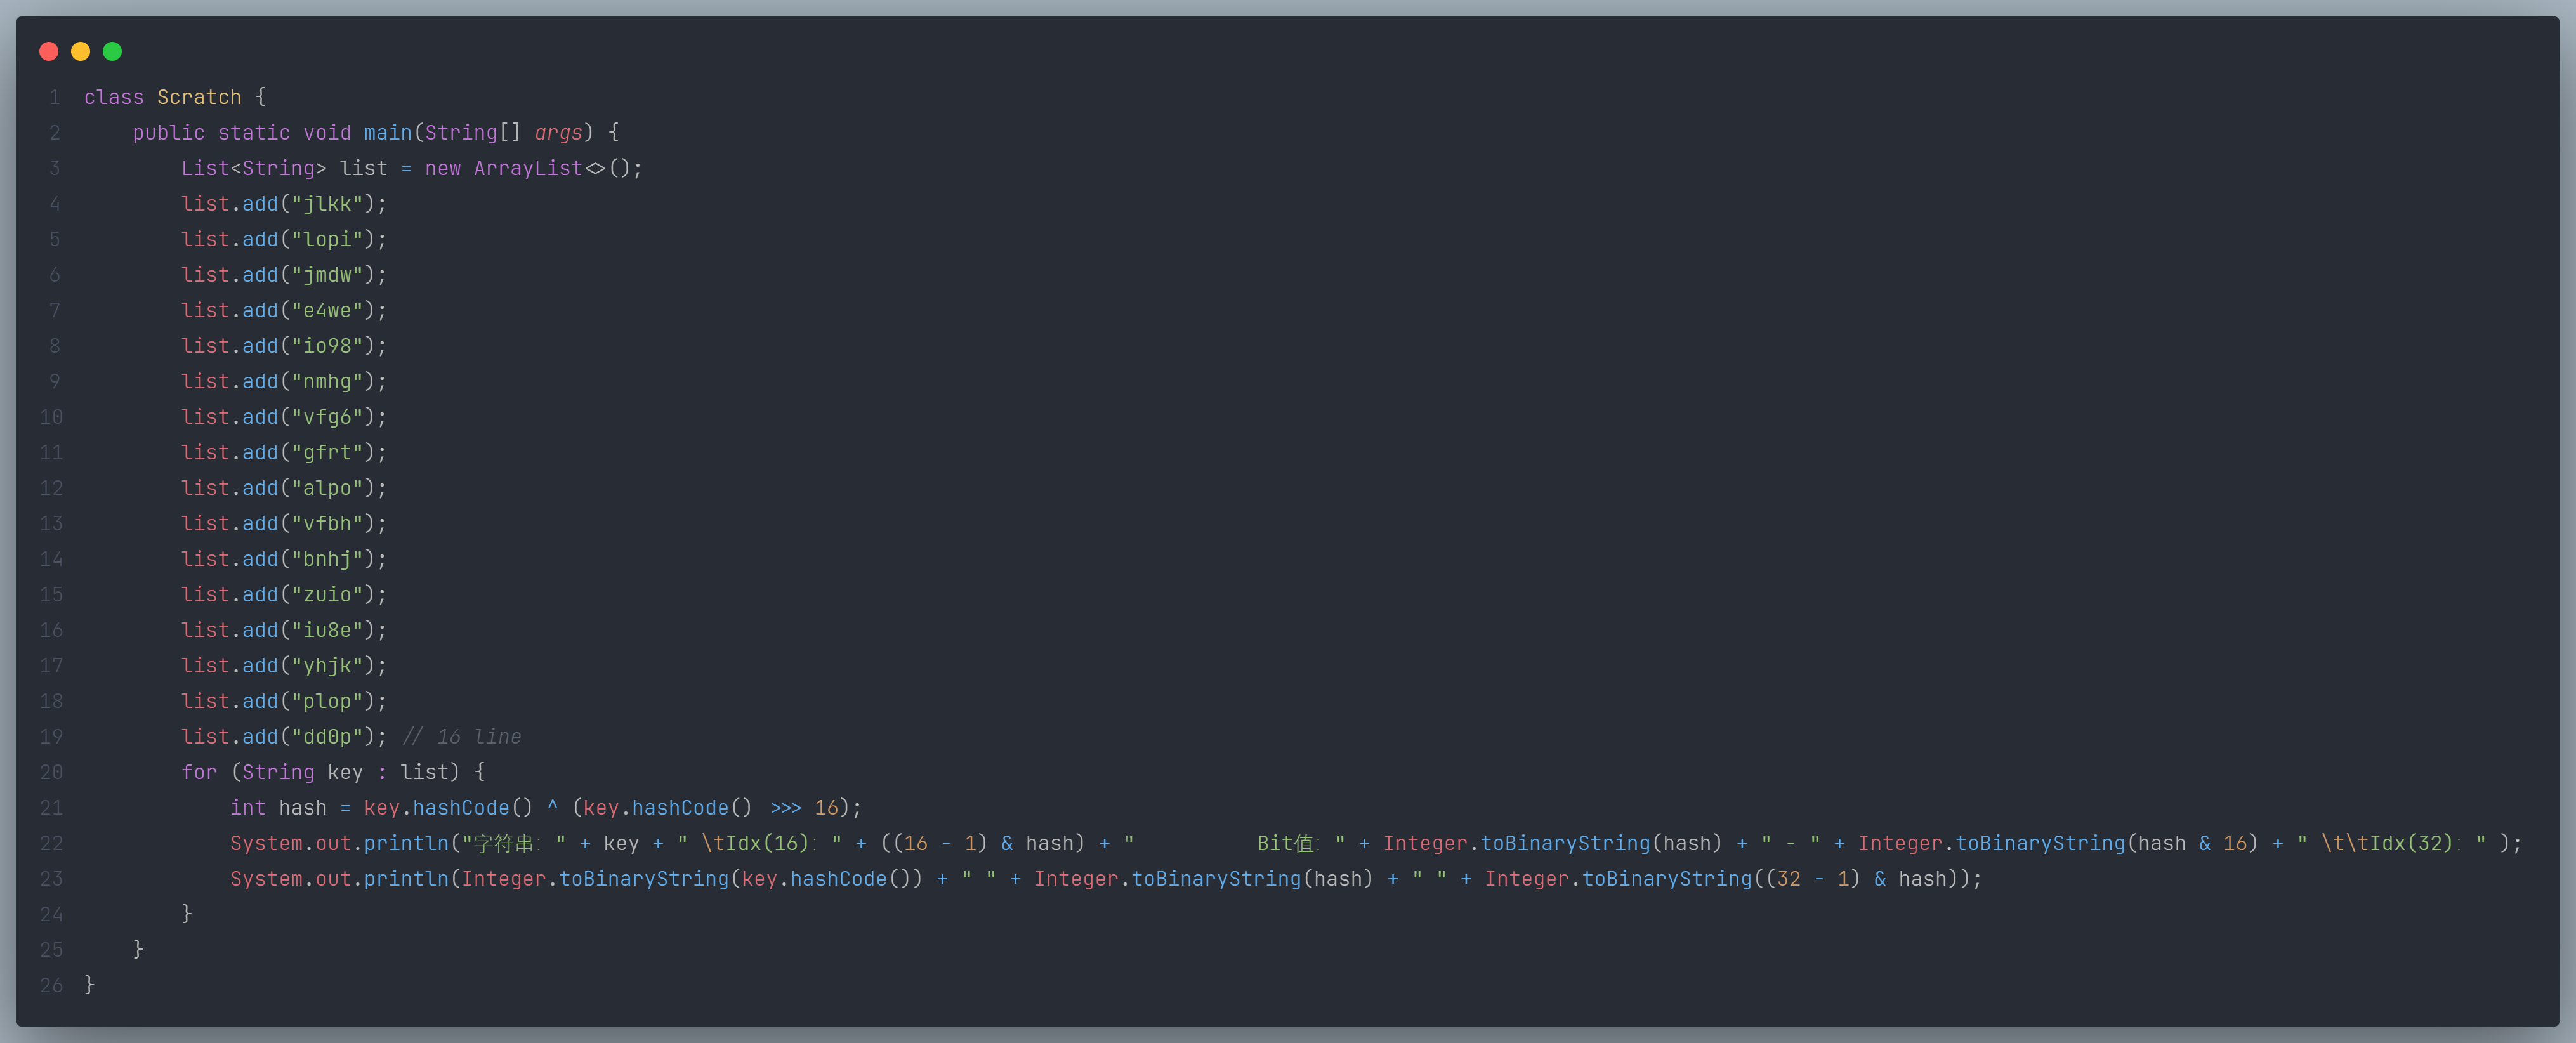 1 class Scratch {
2     public static void main(String[] args) {
3         List<String> list = new ArrayList<>();
4         list.add("jlkk");
5         list.add("lopi");
6         list.add("jmdw");
7         list.add("e4we");
8         list.add("io98");
9         list.add("nmhg");
10         list.add("vfg6");
11         list.add("gfrt");
12         list.add("alpo");
13         list.add("vfbh");
14         list.add("bnhj");
15         list.add("zuio");
16         list.add("iu8e");
17         list.add("yhjk");
18         list.add("plop");
19         list.add("dd0p"); // 16 line
20         for (String key : list) {
21             int hash = key.hashCode() ^ (key.hashCode() >>> 16);
22             System.out.println("字符串：" + key + " \tIdx(16)：" + ((16 - 1) & hash) + "          Bit值：" + Integer.toBinaryString(hash) + " - " + Integer.toBinaryString(hash & 16) + " \t\tIdx(32)：" );
23             System.out.println(Integer.toBinaryString(key.hashCode()) + " " + Integer.toBinaryString(hash) + " " + Integer.toBinaryString((32 - 1) & hash));
24         }
25     }
26 }